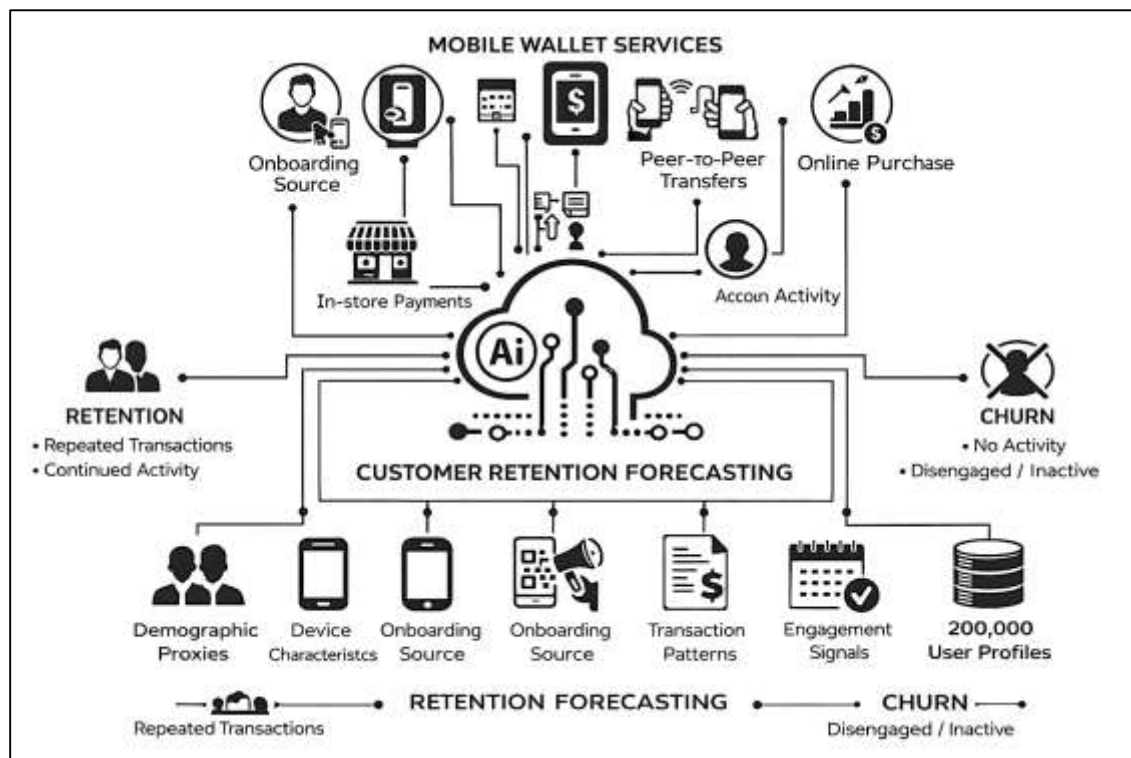 MOBILE WALLET SERVICES
$
$
Onboarding
Source
Peer-to-Peer
Transfers
Online Purchase
In-store Payments
Accoun Activity
Ai
RETENTION
• Repeated Transactions
• Continued Activity
CHURN
• No Activity
• Disengaged / Inactive
CUSTOMER RETENTION FORECASTING
$
Demographic
Proxies
Device
Characteristcs
Onboarding
Source
Onboarding
Source
Transaction
Patterns
Engagement
Signals
200,000
User Profiles
RETENTION FORECASTING
CHURN
Repeated Transactions
Disengaged / Inactive